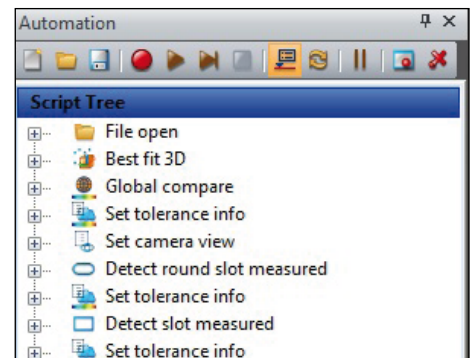 Automation
Script Tree
File open
Best fit 3D
Global compare
Set tolerance info
Set camera view
Detect round slot measured
Set tolerance info
Detect slot measured
Set tolerance info